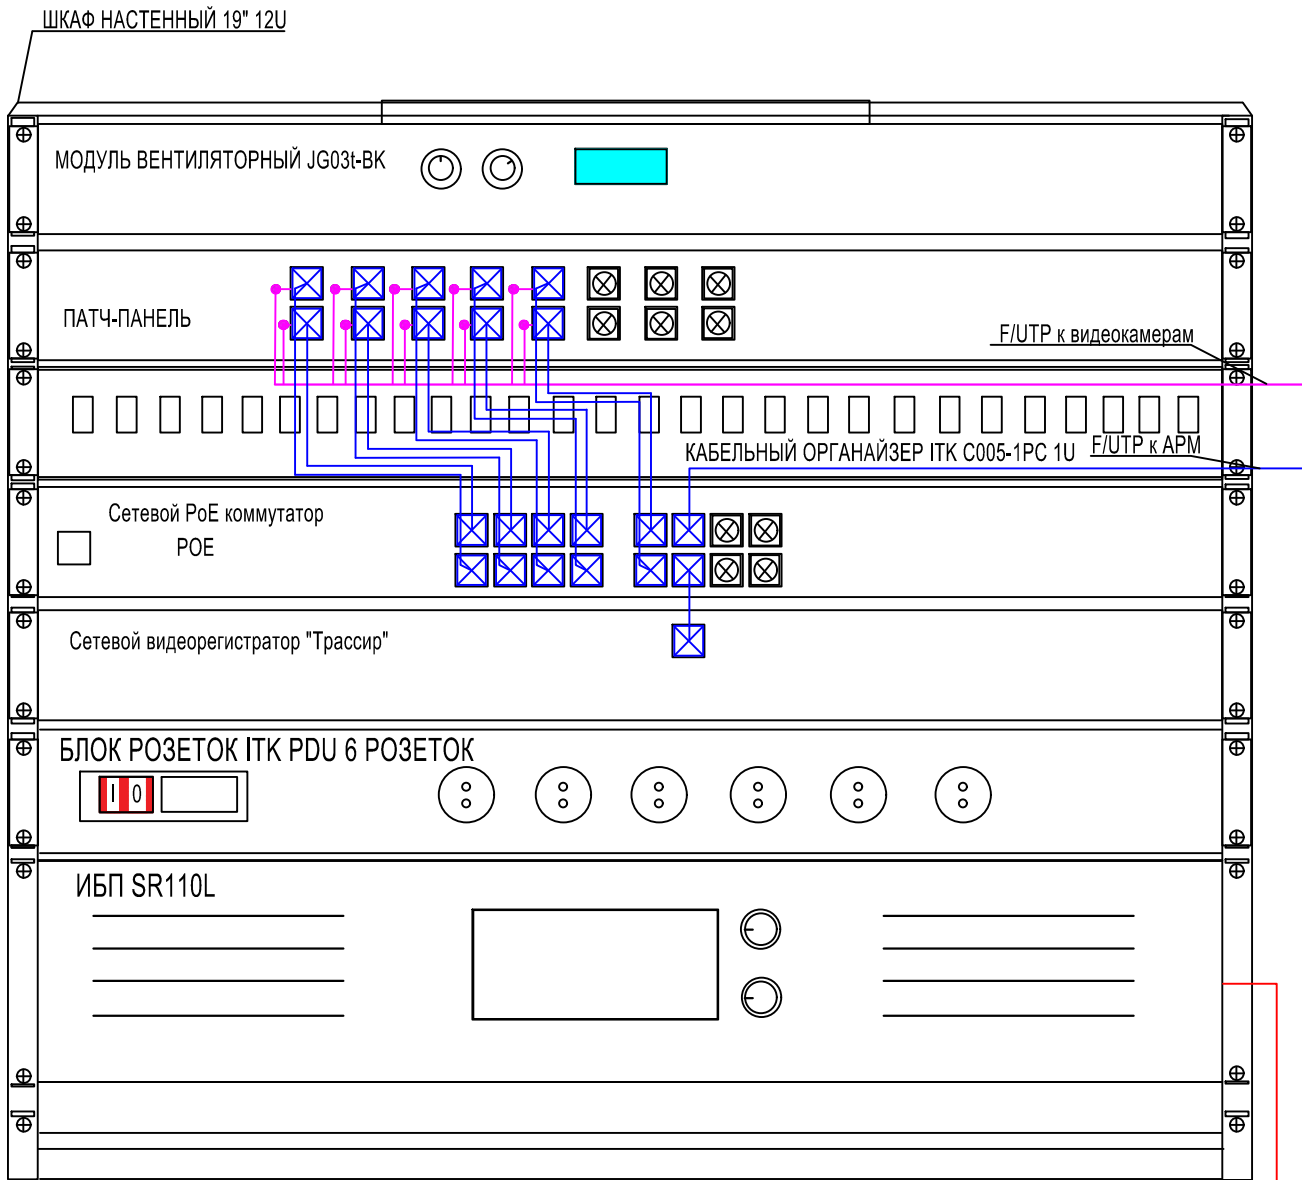 ШКАФ НАСТЕННЫЙ 19" 12U
МОДУЛЬ ВЕНТИЛЯТОРНЫЙ JG03t-BK
ПАТЧ-ПАНЕЛЬ
F/UTP к видеокамерам
КАБЕЛЬНЫЙ ОРГАНАЙЗЕР ITK C005-1PC 1U
F/UTP к АРМ
Сетевой PoE коммутатор
POE
Сетевой видеорегистратор "Трассир"
БЛОК РОЗЕТОК ITK PDU 6 РОЗЕТОК
I 0
ИБП SR110L